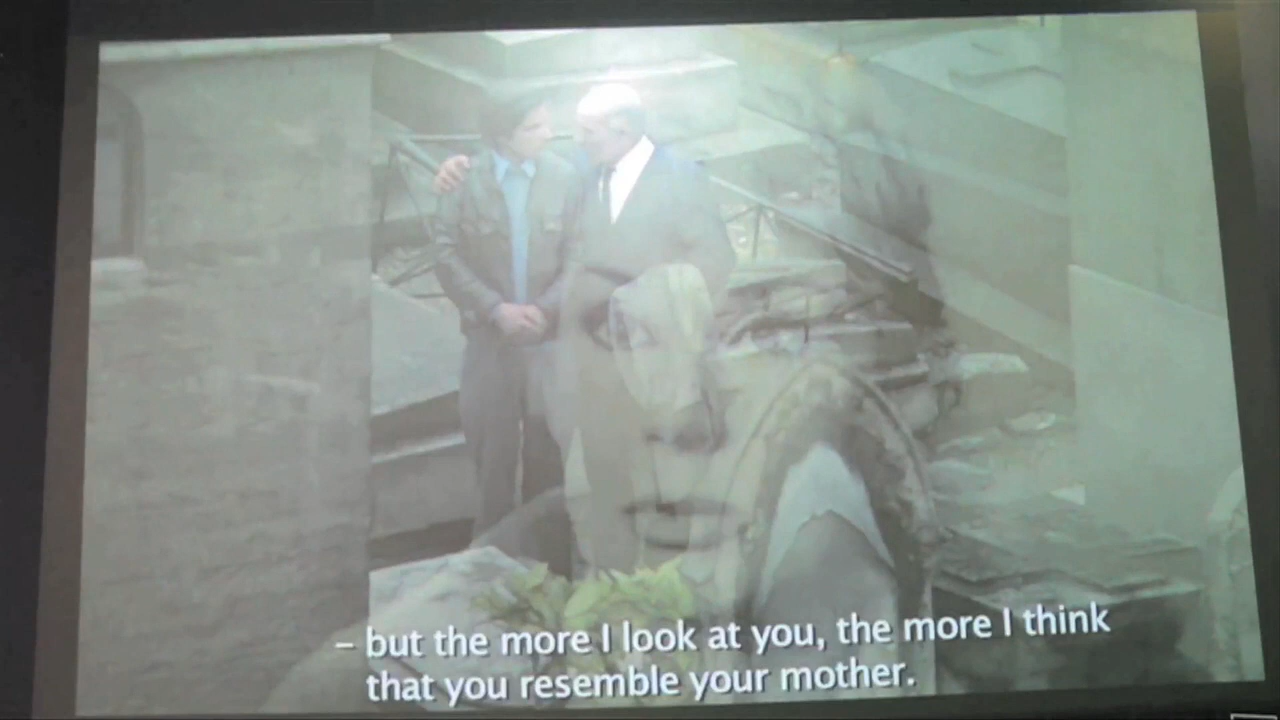 – but the more I look at you, the more I think
that you resemble your mother.